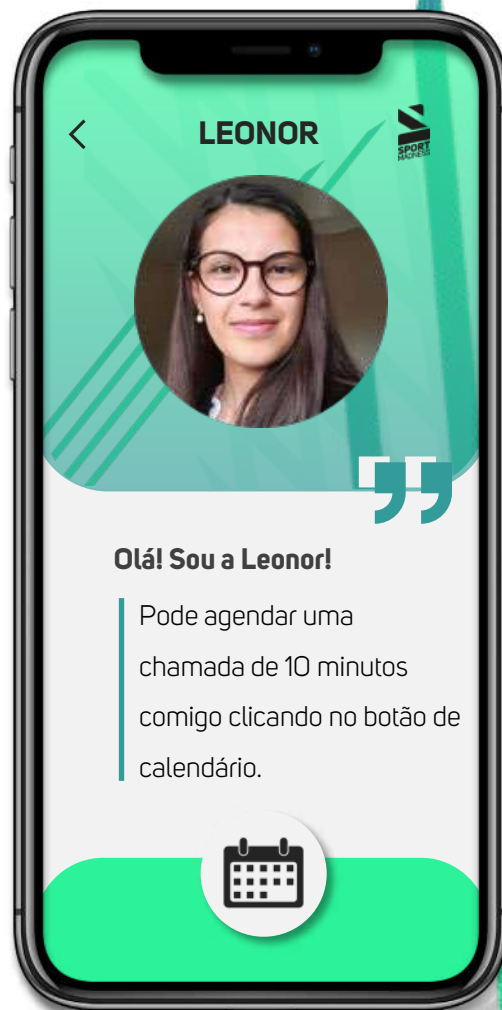 LEONOR
SPORT
MADNESS
Olá! Sou a Leonor!
Pode agendar uma
chamada de 10 minutos
comigo clicando no botão de
calendário.